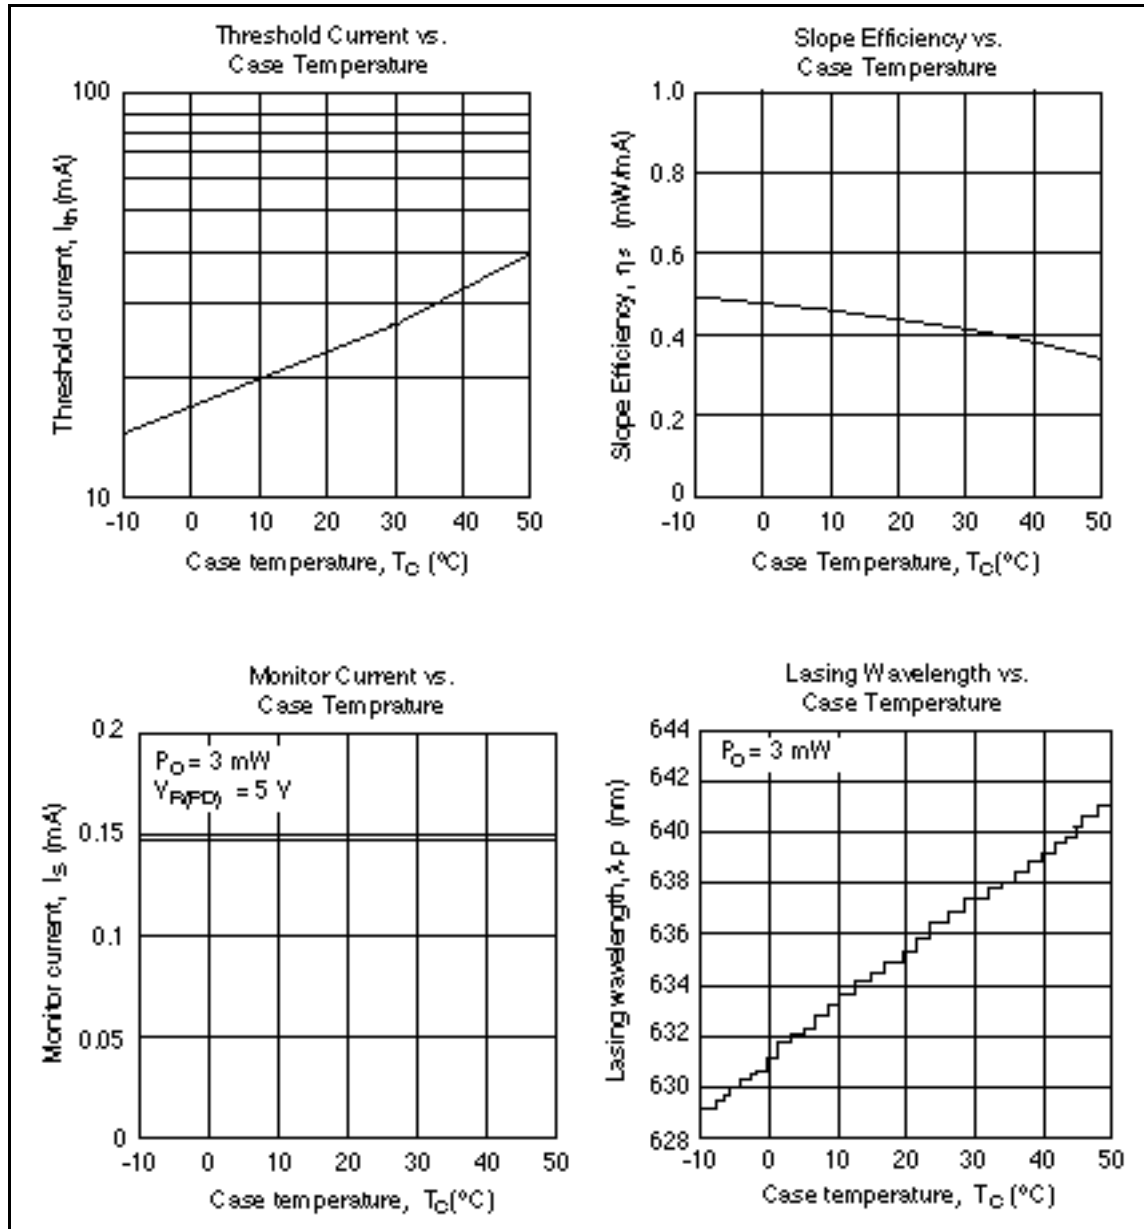 Threshold Current vs.
Case Temperature
100
10
Threshold current, Ith (mA)
-10 0 10 20 30 40 50
Case temperature, TC (ºC)
Slope Efficiency vs.
Case Temperature
1.0
0.8
0.6
0.4
0.2
0
Slope Efficiency, ηs (mW/mA)
-10 0 10 20 30 40 50
Case Temperature, TC(ºC)
Monitor Current vs.
Case Temprature
0.2
0.15
0.1
0.05
0
PO = 3 mW
VR(PD) = 5 V
Monitor current, IS (mA)
-10 0 10 20 30 40 50
Case temperature, TC(ºC)
Lasing Wavelength vs.
Case Temperature
644
642
640
638
636
634
632
630
628
PO = 3 mW
Lasing wavelength, λp (nm)
-10 0 10 20 30 40 50
Case temperature, TC(ºC)